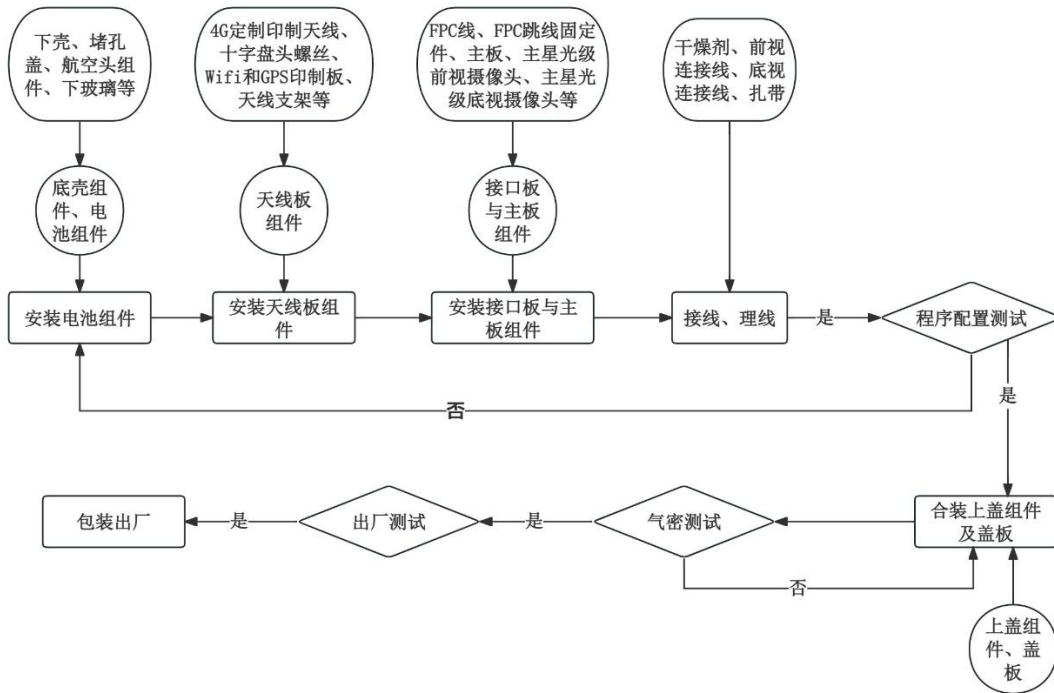 下壳、堵孔
盖、航空头组
件、下玻璃等
4G定制印制天线、
十字盘头螺丝、
Wifi和GPS印制板、
天线支架等
FPC线、FPC跳线固定
件、主板、主星光级
前视摄像头、主星光
级底视摄像头等
干燥剂、前视
连接线、底视
连接线、扎带
底壳组
件、电
池组件
天线板
组件
接口板
与主板
组件
安装电池组件
安装天线板组
件
安装接口板与主
板组件
接线、理线
是
程序配置测试
否
是
包装出厂
是
出厂测试
是
气密测试
合装上盖组件
及盖板
否
上盖组
件、盖
板